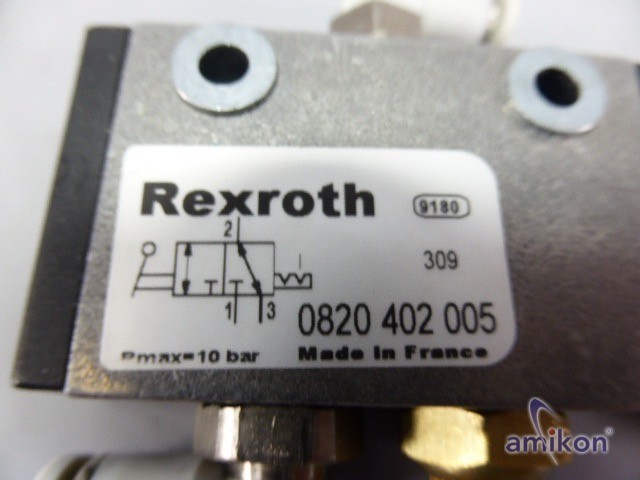 Rexroth
9180
2
309
1 3
0820 402 005
Pmax=10 bar
Made in France
amikon